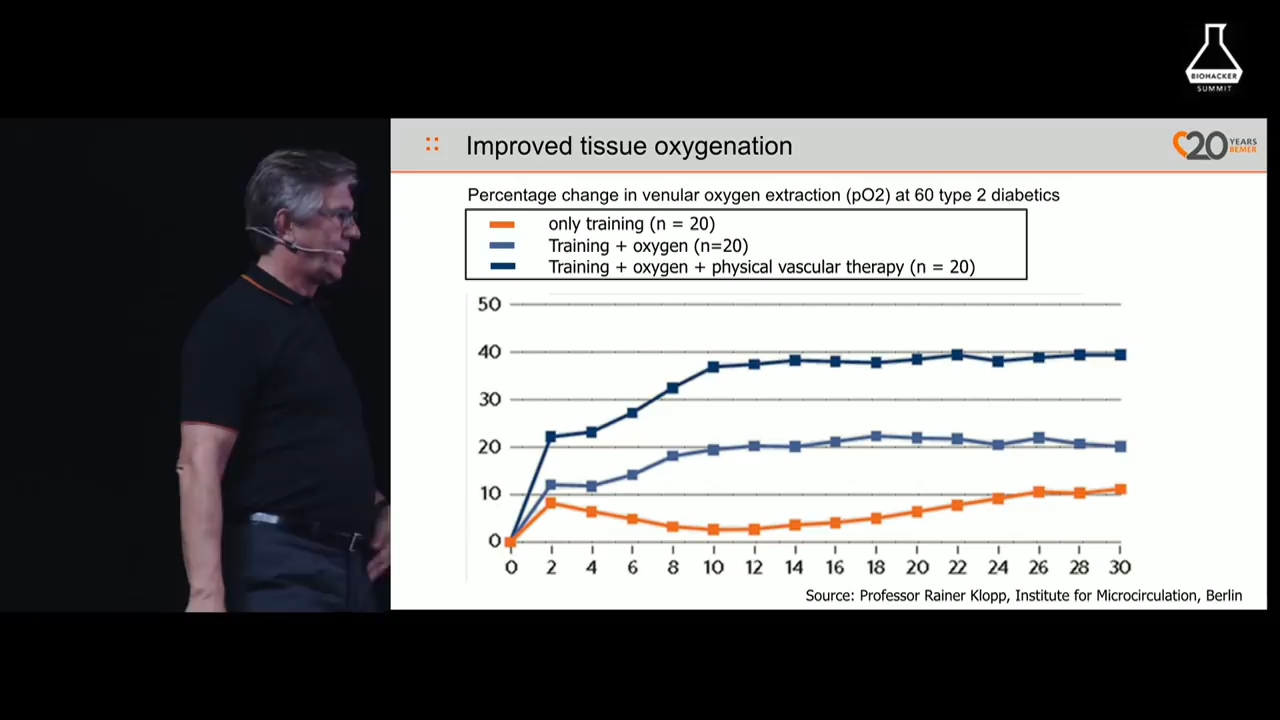 BIOHACKER
SUMMIT
Improved tissue oxygenation
20 YEARS
BEMER
Percentage change in venular oxygen extraction (pO2) at 60 type 2 diabetics
only training (n = 20)
Training + oxygen (n=20)
Training + oxygen + physical vascular therapy (n = 20)
50
40
30
20
10
0
0 2 4 6 8 10 12 14 16 18 20 22 24 26 28 30
Source: Professor Rainer Klopp, Institute for Microcirculation, Berlin